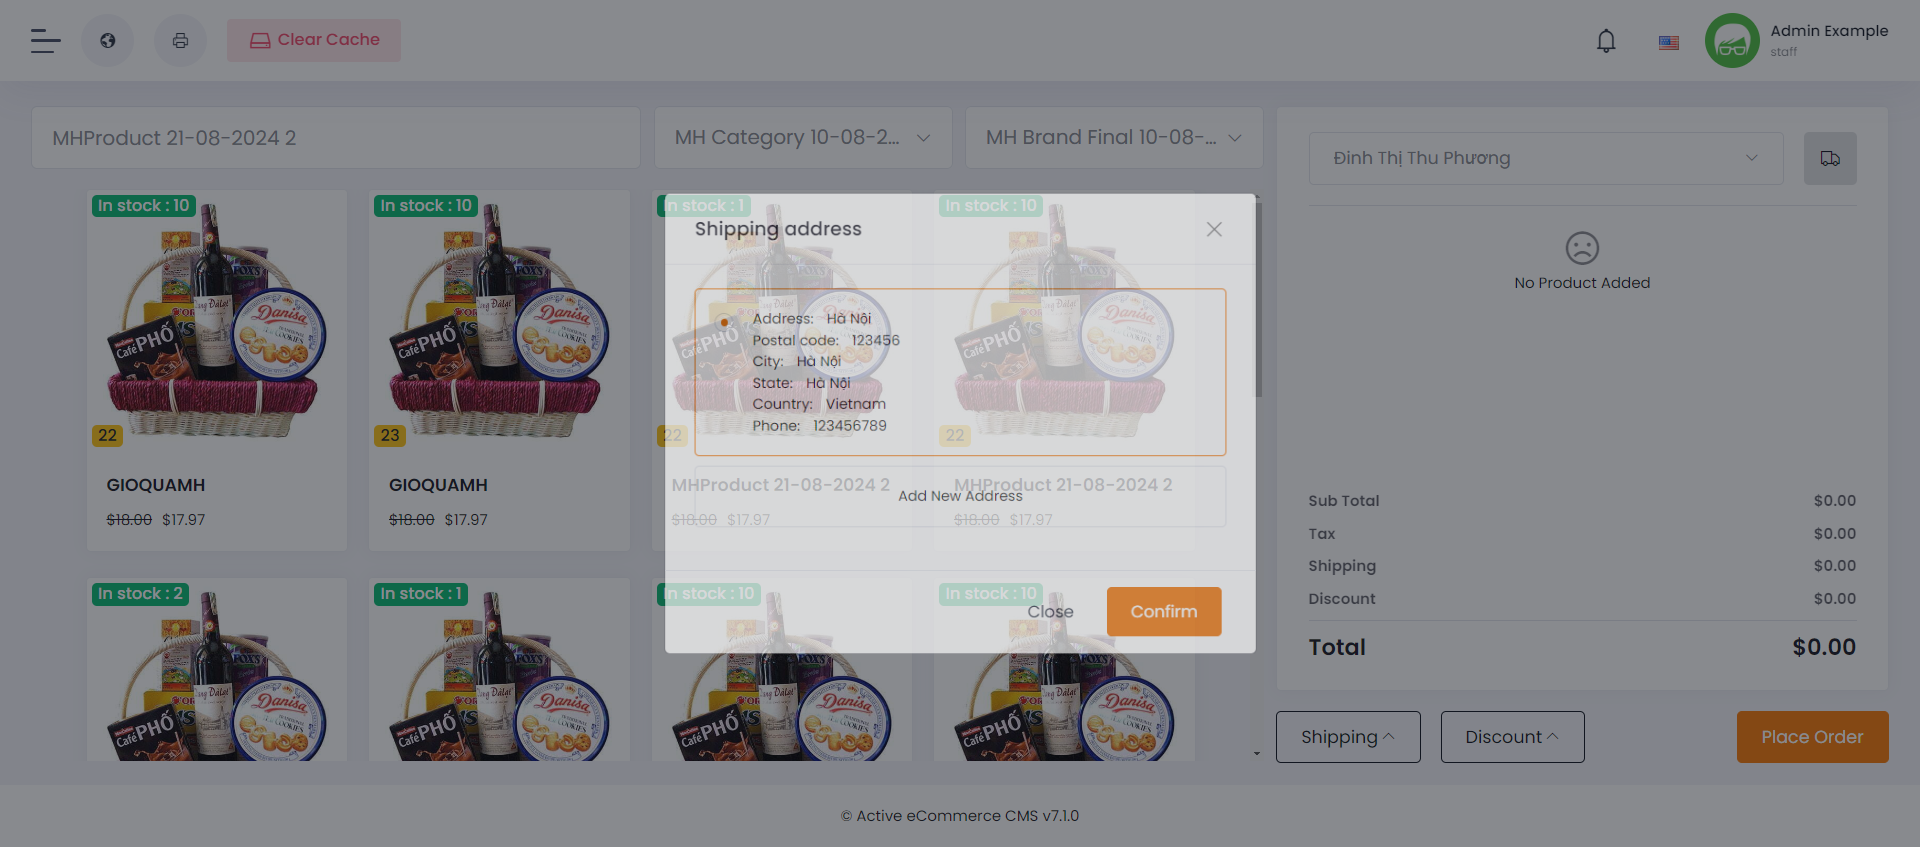 Clear Cache
Admin Example
staff
MHProduct 21-08-2024 2
MH Category 10-08-2...
MH Brand Final 10-08-...
Đinh Thị Thu Phương
No Product Added
In stock : 10
22
GIOQUAMH
$18.00 $17.97
In stock : 10
23
GIOQUAMH
$18.00 $17.97
In stock : 1
22
MHProduct 21-08-2024 2
$18.00 $17.97
In stock : 10
22
MHProduct 21-08-2024 2
$18.00 $17.97
Shipping address
Address: Hà Nội
Postal code: 123456
City: Hà Nội
State: Hà Nội
Country: Vietnam
Phone: 123456789
Add New Address
Close
Confirm
In stock : 2
In stock : 1
In stock : 10
In stock : 10
Danisa
Café PHỐ
FOX'S
Sub Total $0.00
Tax $0.00
Shipping $0.00
Discount $0.00
Total $0.00
Shipping
Discount
Place Order
© Active eCommerce CMS v7.1.0